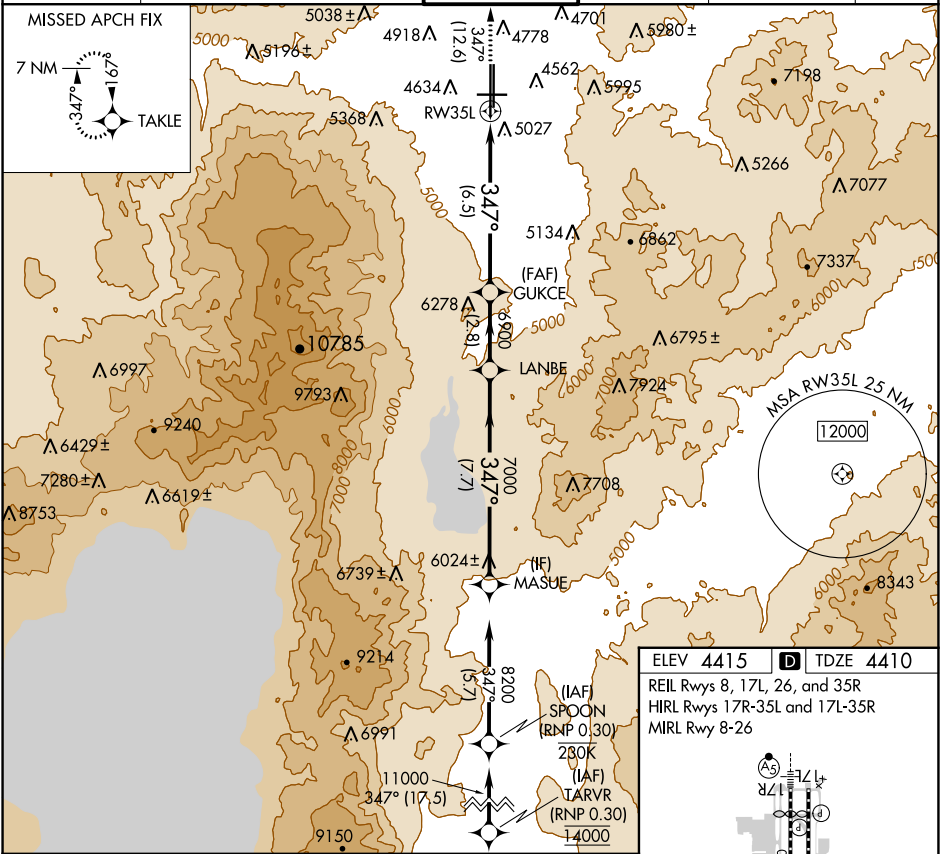 MISSED APCH FIX
7 NM
347°
167°
TAKLE
5038±
5196±
5000
4918
347°
(12.6)
4778
4701
5980±
4634
4562
5995
7198
RW35L
5368
5027
5266
7077
5000
347°
(6.5)
5134
6862
7337
5000
6000
(FAF)
GUKCE
6278
(2.8)
6900
5000
6795±
10785
LANBE
6997
9793
6000
7000
7924
6000
9240
MSA RW35L 25 NM
12000
6429±
8000
7000
7280±
7000
(7.7)
347°
7708
6619±
8753
5000
6024±
(IF)
MASUE
6739±
6000
8343
9214
8200
347°
(5.7)
(IAF)
SPOON
(RNP 0.30)
230K
6991
11000
347° (17.5)
(IAF)
TARVR
(RNP 0.30)
14000
9150
ELEV 4415
D
TDZE 4410
REIL Rwys 8, 17L, 26, and 35R
HIRL Rwys 17R-35L and 17L-35R
MIRL Rwy 8-26
A5
17R
17L
P
P